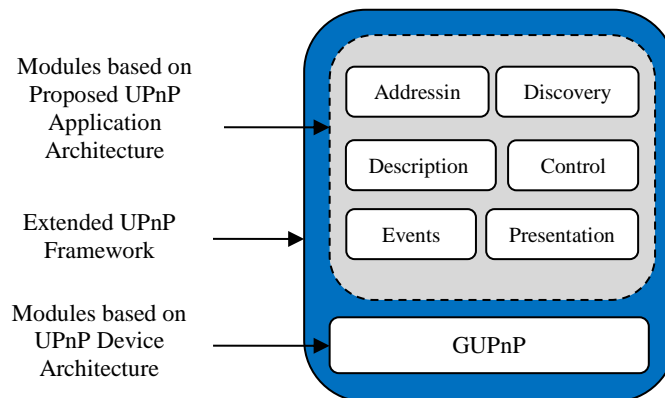 Modules based on
Proposed UPnP
Application
Architecture
Addressin
Discovery
Description
Control
Extended UPnP
Framework
Events
Presentation
Modules based on
UPnP Device
Architecture
GUPnP